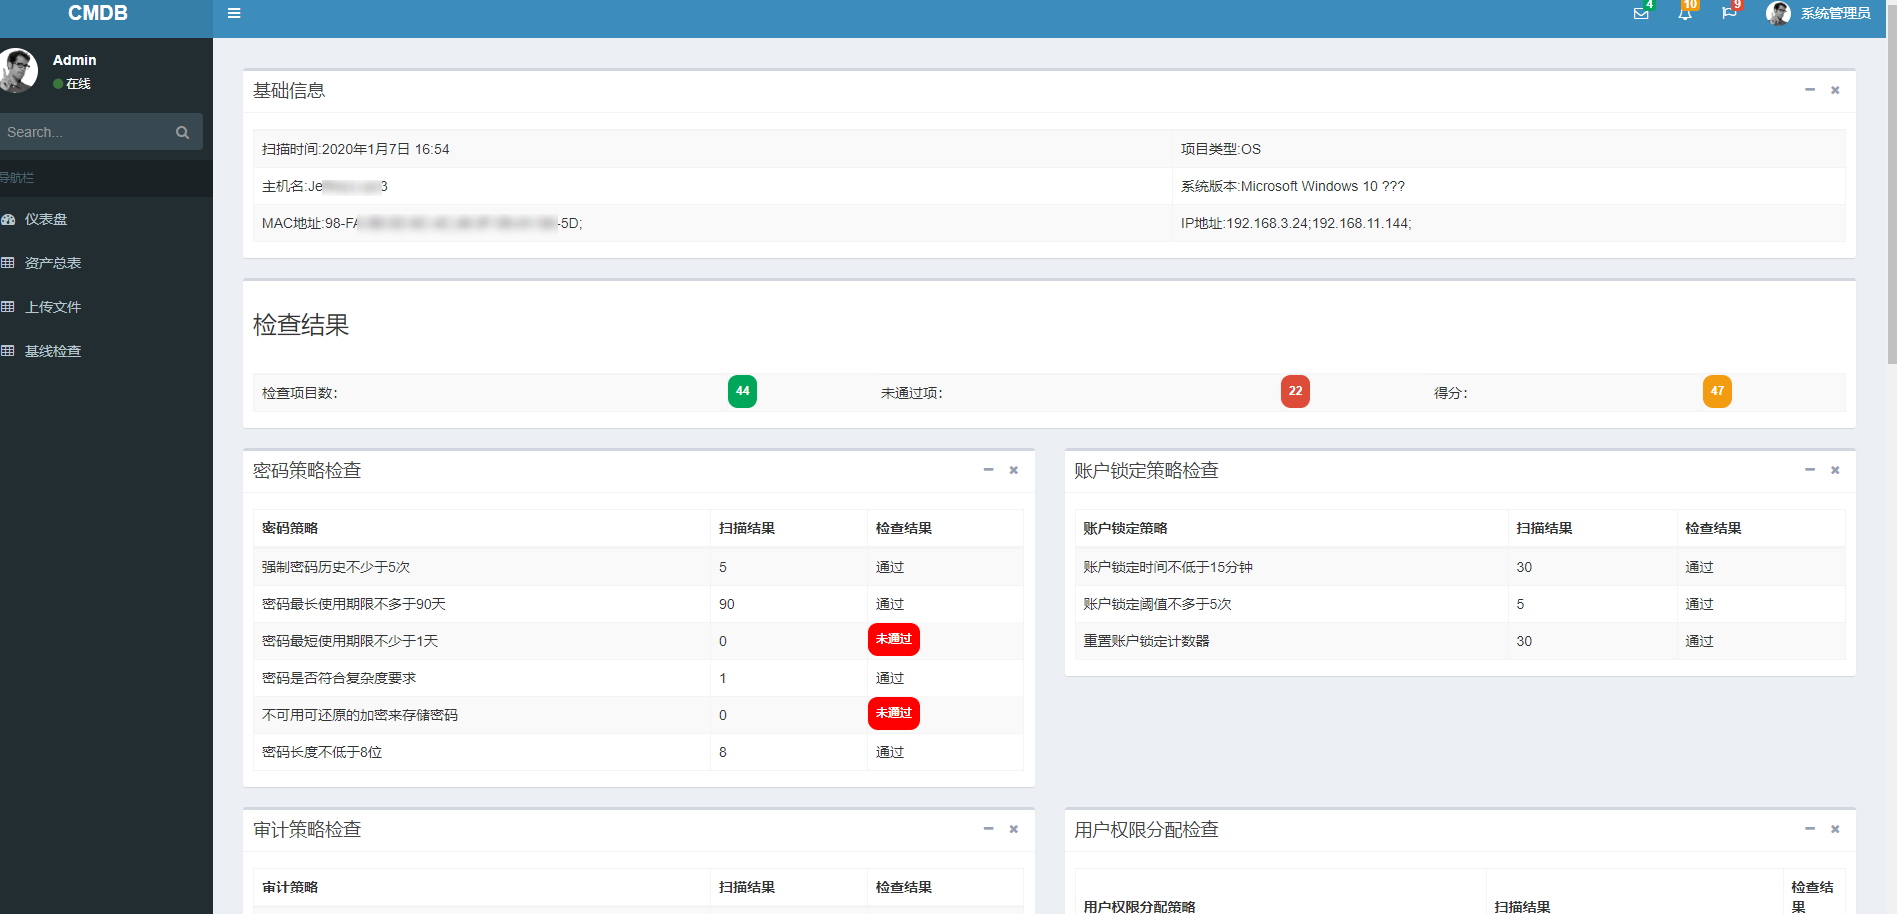 CMDB
4
10
9
系统管理员
Admin
在线
Search...
导航栏
仪表盘
资产总表
上传文件
基线检查
基础信息
扫描时间:2020年1月7日 16:54 项目类型:OS
主机名:Je 3 系统版本:Microsoft Windows 10 ???
MAC地址:98-F -5D; IP地址:192.168.3.24;192.168.11.144;
检查结果
检查项目数: 44 未通过项: 22 得分: 47
密码策略检查
密码策略 扫描结果 检查结果
强制密码历史不少于5次 5 通过
密码最长使用期限不多于90天 90 通过
密码最短使用期限不少于1天 0 未通过
密码是否符合复杂度要求 1 通过
不可用可还原的加密来存储密码 0 未通过
密码长度不低于8位 8 通过
账户锁定策略检查
账户锁定策略 扫描结果 检查结果
账户锁定时间不低于15分钟 30 通过
账户锁定阈值不多于5次 5 通过
重置账户锁定计数器 30 通过
审计策略检查
审计策略 扫描结果 检查结果
用户权限分配检查
用户权限分配策略 扫描结果 检查结果